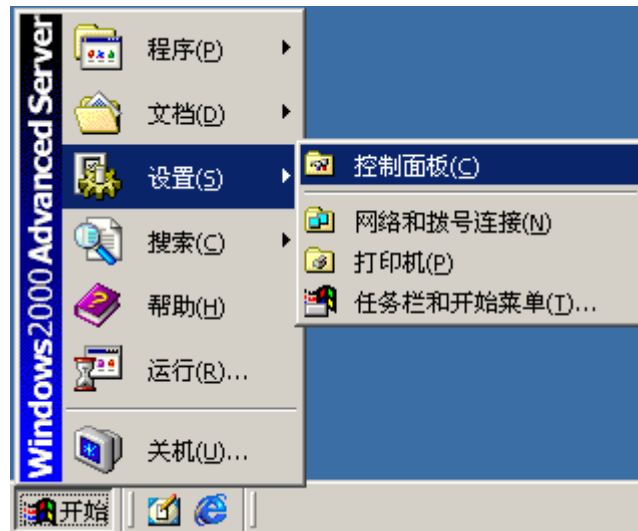 Windows2000 Advanced Server
程序(P)
文档(D)
设置(S)
搜索(C)
帮助(H)
运行(R)...
关机(U)...
控制面板(C)
网络和拨号连接(N)
打印机(P)
任务栏和开始菜单(T)...
开始